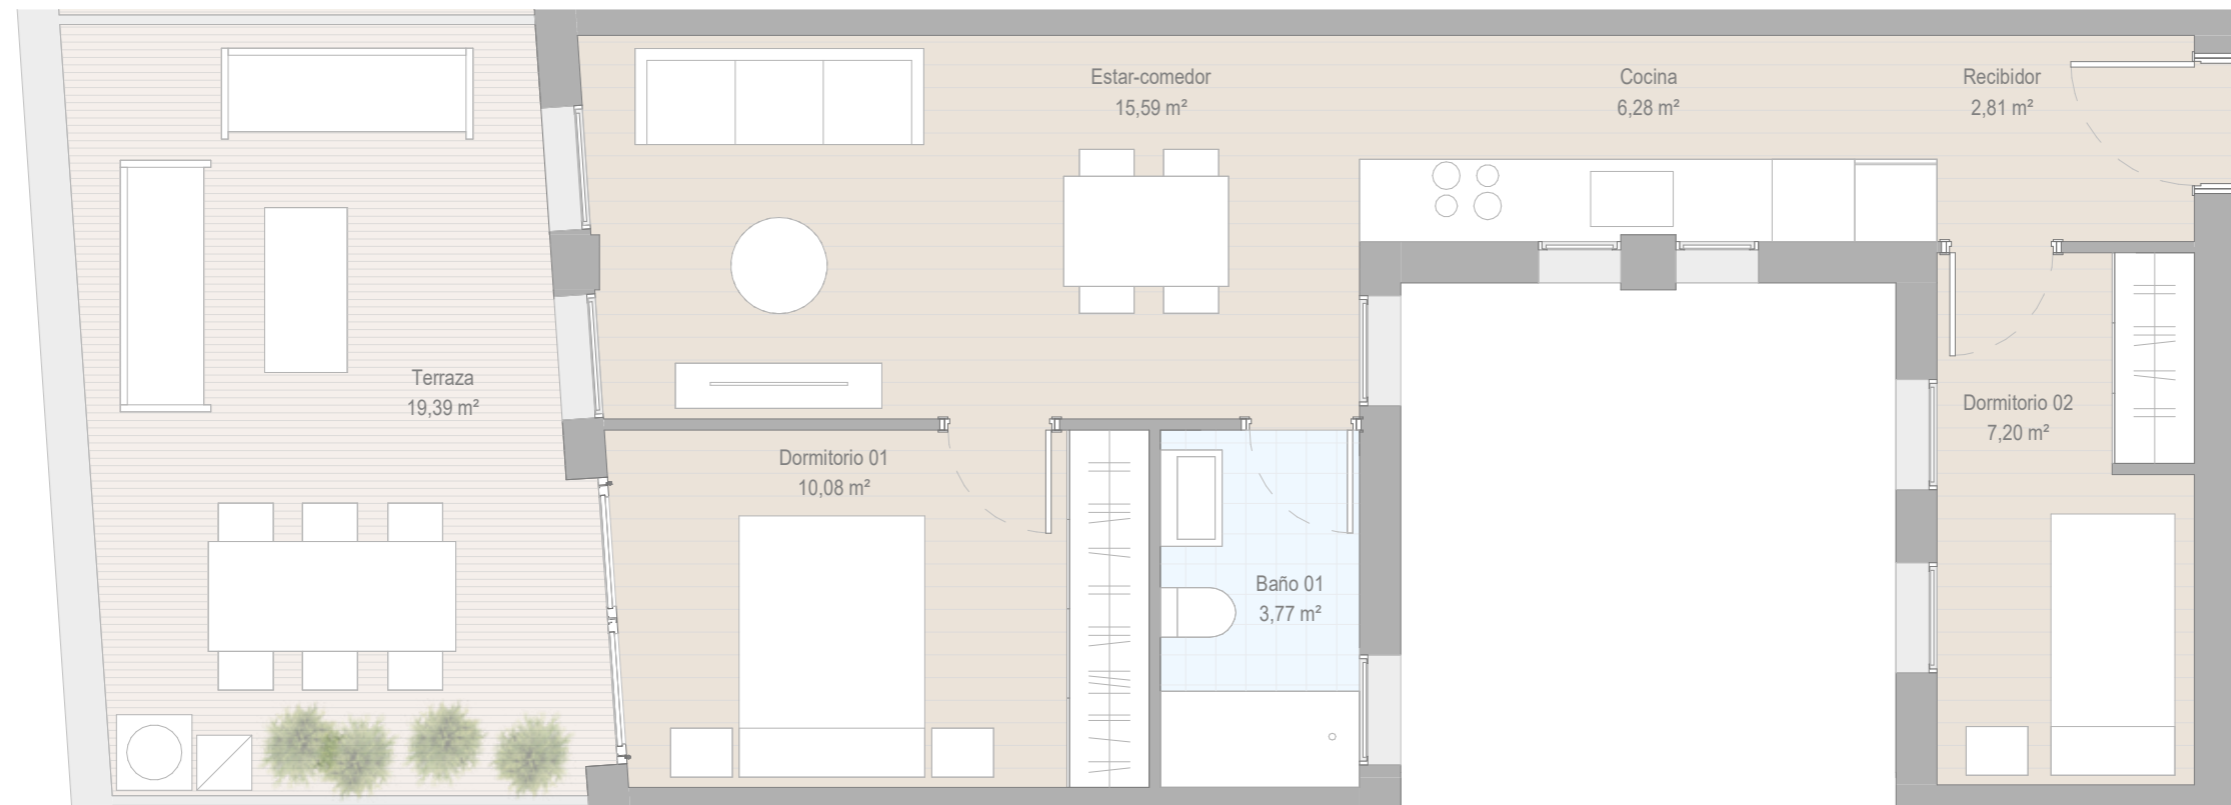 Estar-comedor
15,59 m²
Cocina
6,28 m²
Recibidor
2,81 m²
Terraza
19,39 m²
Dormitorio 01
10,08 m²
Baño 01
3,77 m²
Dormitorio 02
7,20 m²